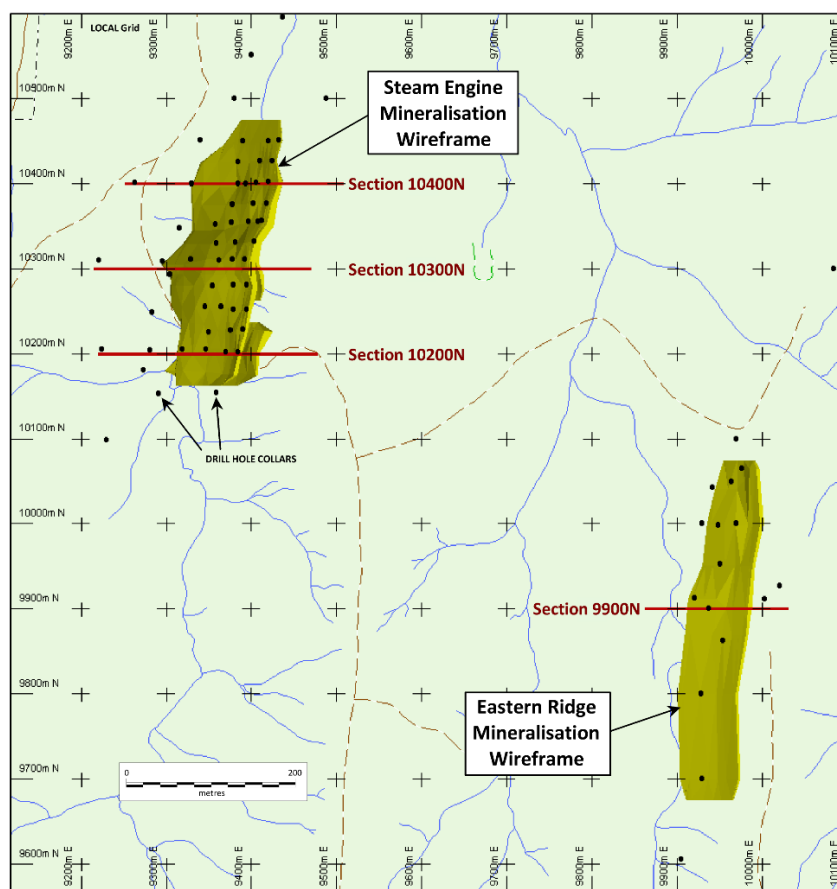 9200m E
9300m E
9400m E
9500m E
9600m E
9700m E
9800m E
9900m E
10000m E
10100m E
LOCAL Grid
10500m N
Steam Engine
Mineralisation
Wireframe
10400m N
Section 10400N
10300m N
Section 10300N
10200m N
Section 10200N
10100m N
DRILL HOLE COLLARS
10000m N
9900m N
Section 9900N
9800m N
Eastern Ridge
Mineralisation
Wireframe
9700m N
0 200
metres
9600m N
9200m E
9300m E
9400m E
9500m E
9600m E
9700m E
9800m E
9900m E
10000m E